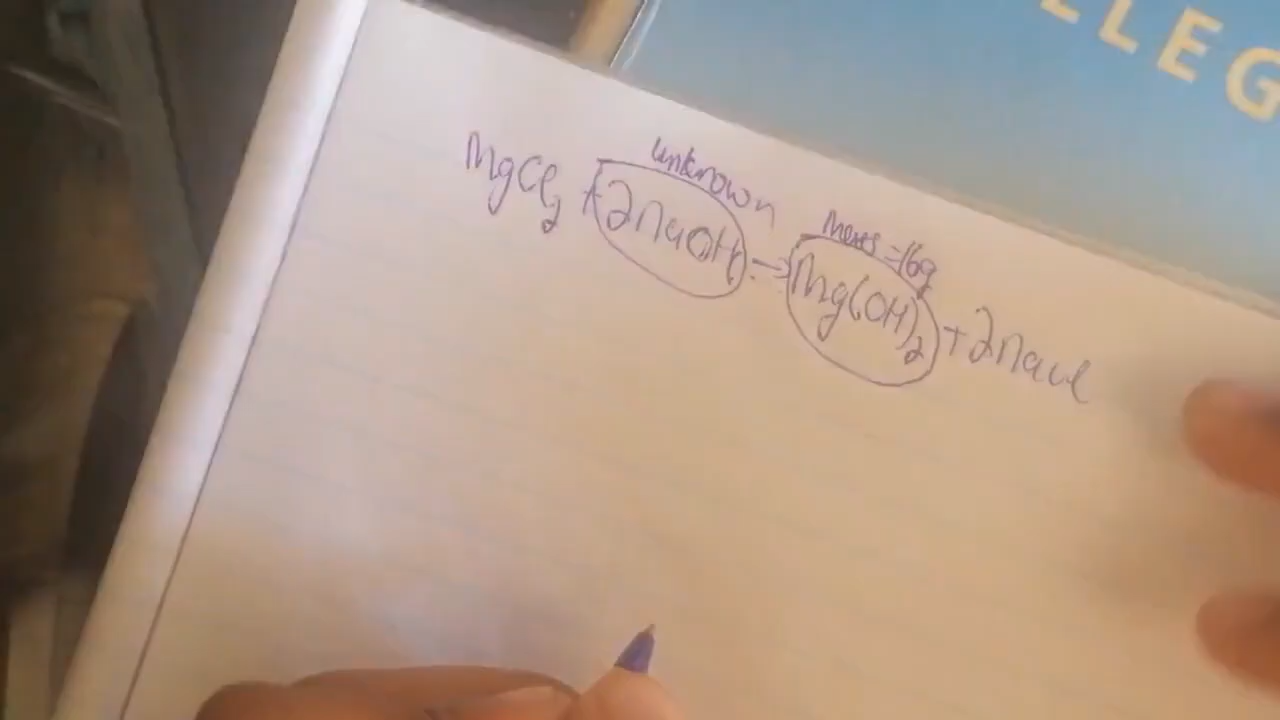 LLEG
unknown
Mass = 16g
MgCl₂ + 2NaOH → Mg(OH)₂ + 2NaCl